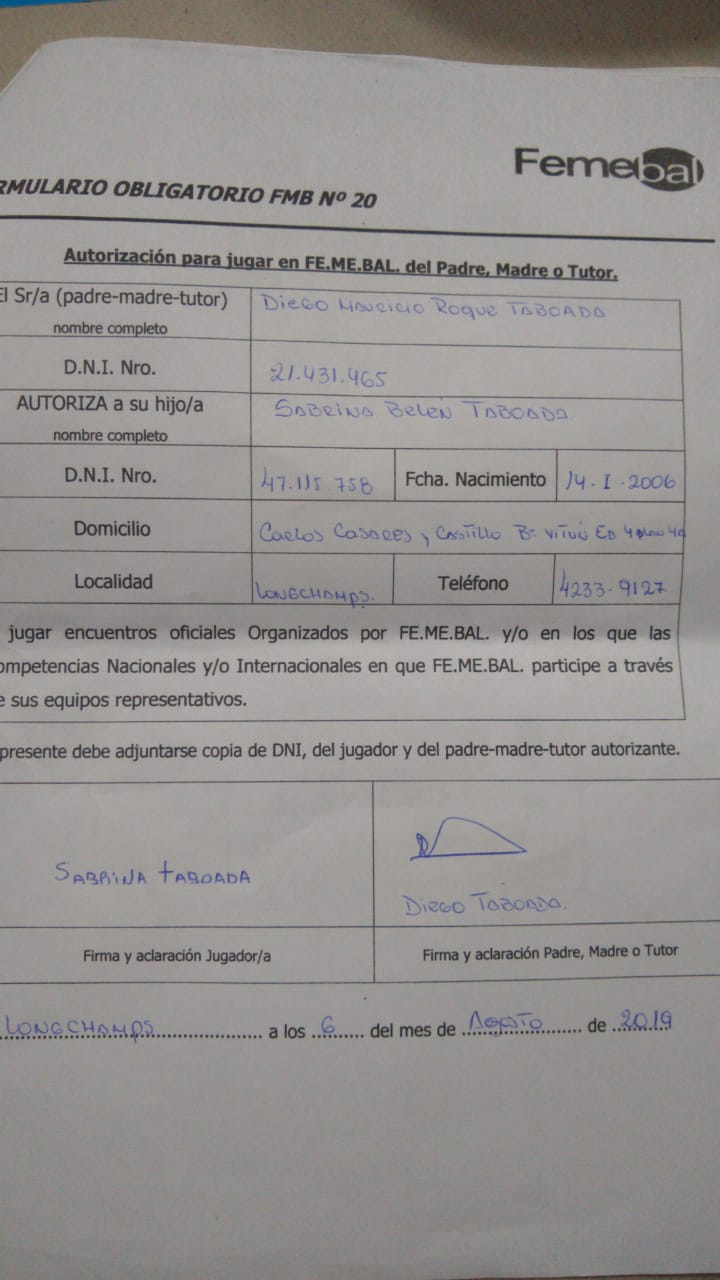 Femebal
RMULARIO OBLIGATORIO FMB Nº 20
Autorización para jugar en FE.ME.BAL. del Padre, Madre o Tutor.
El Sr/a (padre-madre-tutor)
nombre completo
Diego Mauricio Roque TABOADA
D.N.I. Nro.
21.431.465
AUTORIZA a su hijo/a
nombre completo
SABRINA Belen TABOADA
D.N.I. Nro.
47.115.758
Fcha. Nacimiento
14-I-2006
Domicilio
Carlos Casares y Castillo Bº ED
Localidad
LONGCHAMPS.
Teléfono
4233-9127
jugar encuentros oficiales Organizados por FE.ME.BAL. y/o en los que las
ompetencias Nacionales y/o Internacionales en que FE.ME.BAL. participe a través
e sus equipos representativos.
presente debe adjuntarse copia de DNI, del jugador y del padre-madre-tutor autorizante.
SABRINA TABOADA
Diego TABOADA.
Firma y aclaración Jugador/a
Firma y aclaración Padre, Madre o Tutor
LONGCHAMPS a los 6 del mes de Agosto de 2019